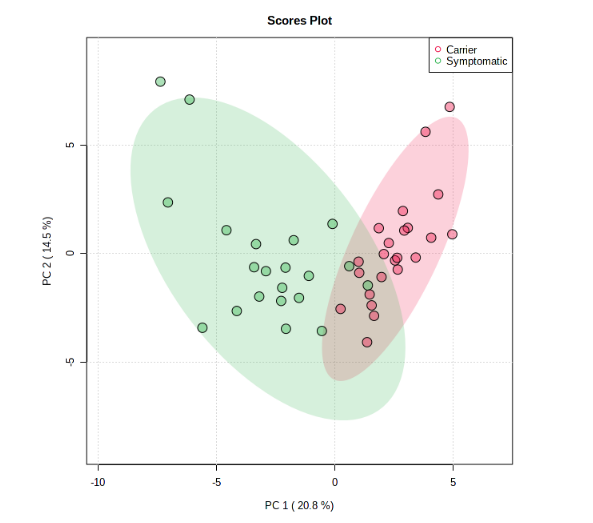 Scores Plot
Carrier
Symptomatic
5
0
-5
PC 2 ( 14.5 %)
-10 -5 0 5
PC 1 ( 20.8 %)